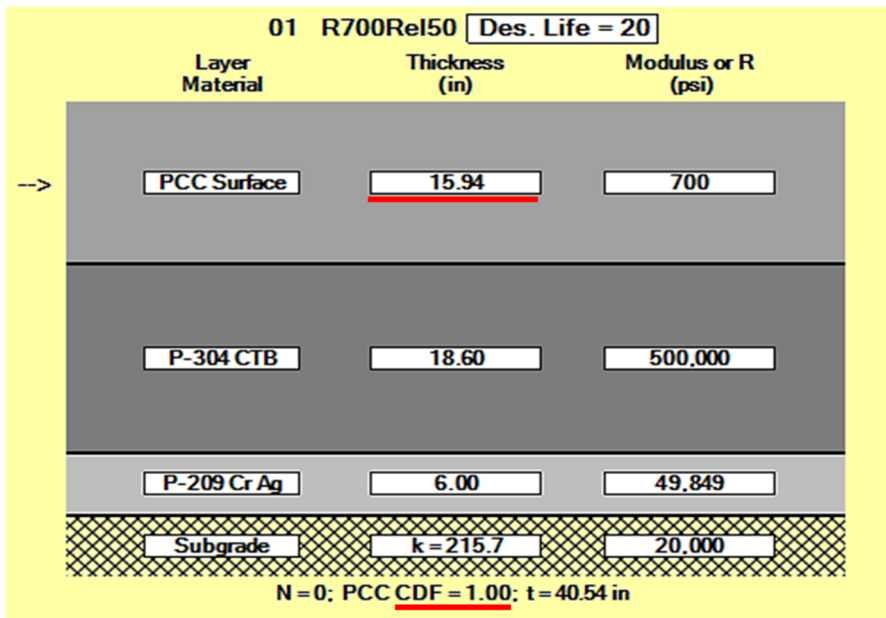 01 R700Rel50 Des. Life = 20
Layer Material Thickness (in) Modulus or R (psi)
--> PCC Surface 15.94 700
P-304 CTB 18.60 500,000
P-209 Cr Ag 6.00 49,849
Subgrade k=215.7 20,000
N=0; PCC CDF=1.00; t=40.54 in